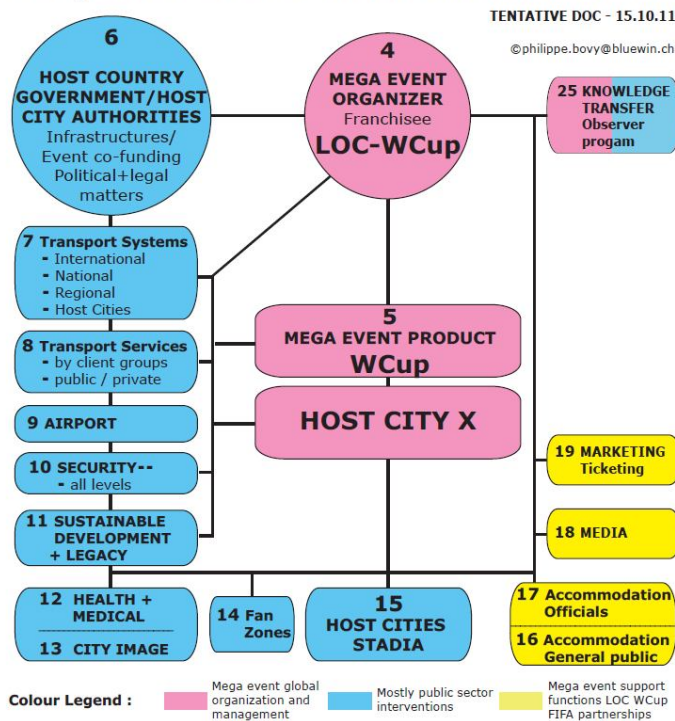 TENTATIVE DOC - 15.10.11
©philippe.bovy@bluewin.ch
6
HOST COUNTRY
GOVERNMENT/HOST
CITY AUTHORITIES
Infrastructures/
Event co-funding
Political+legal
matters
4
MEGA EVENT
ORGANIZER
Franchisee
LOC-WCup
25 KNOWLEDGE
TRANSFER
Observer
progam
7 Transport Systems
- International
- National
- Regional
- Host Cities
8 Transport Services
- by client groups
- public / private
9 AIRPORT
10 SECURITY--
- all levels
11 SUSTAINABLE
DEVELOPMENT
+ LEGACY
5
MEGA EVENT PRODUCT
WCup
HOST CITY X
19 MARKETING
Ticketing
18 MEDIA
12 HEALTH +
MEDICAL
13 CITY IMAGE
14 Fan
Zones
15
HOST CITIES
STADIA
17 Accommodation
Officials
16 Accommodation
General public
Colour Legend :
Mega event global
organization and
management
Mostly public sector
interventions
Mega event support
functions LOC WCup
FIFA partnerships